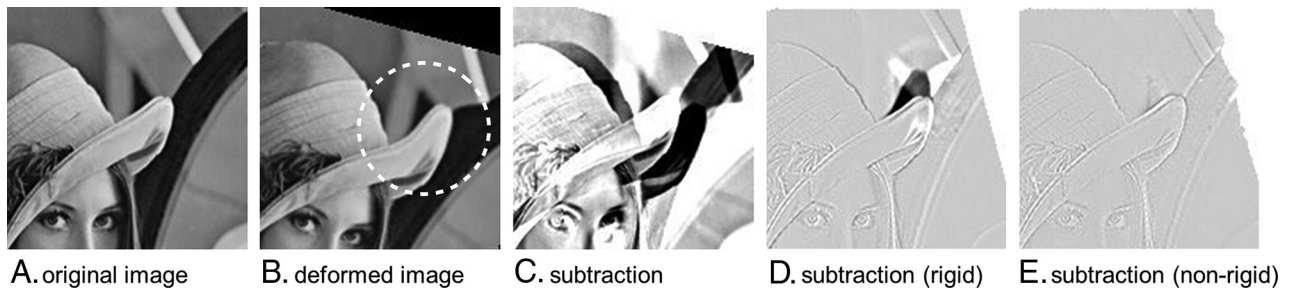 A. original image
B. deformed image
C. subtraction
D. subtraction (rigid)
E. subtraction (non-rigid)